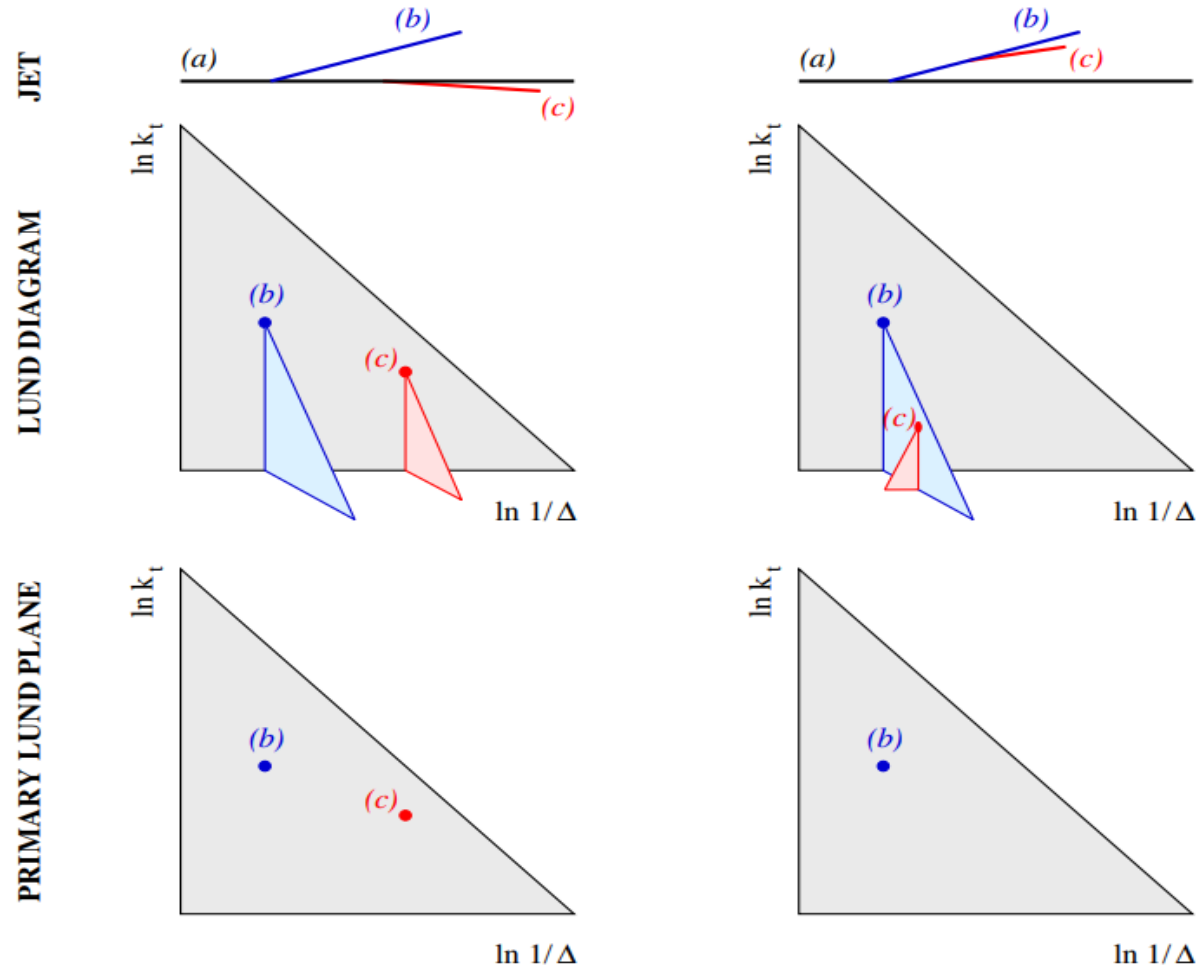 JET
(a)
(b)
(c)
(a)
(b)
(c)
LUND DIAGRAM
ln kt
(b)
(c)
ln 1/Δ
ln kt
(b)
(c)
ln 1/Δ
PRIMARY LUND PLANE
ln kt
(b)
(c)
ln 1/Δ
ln kt
(b)
ln 1/Δ